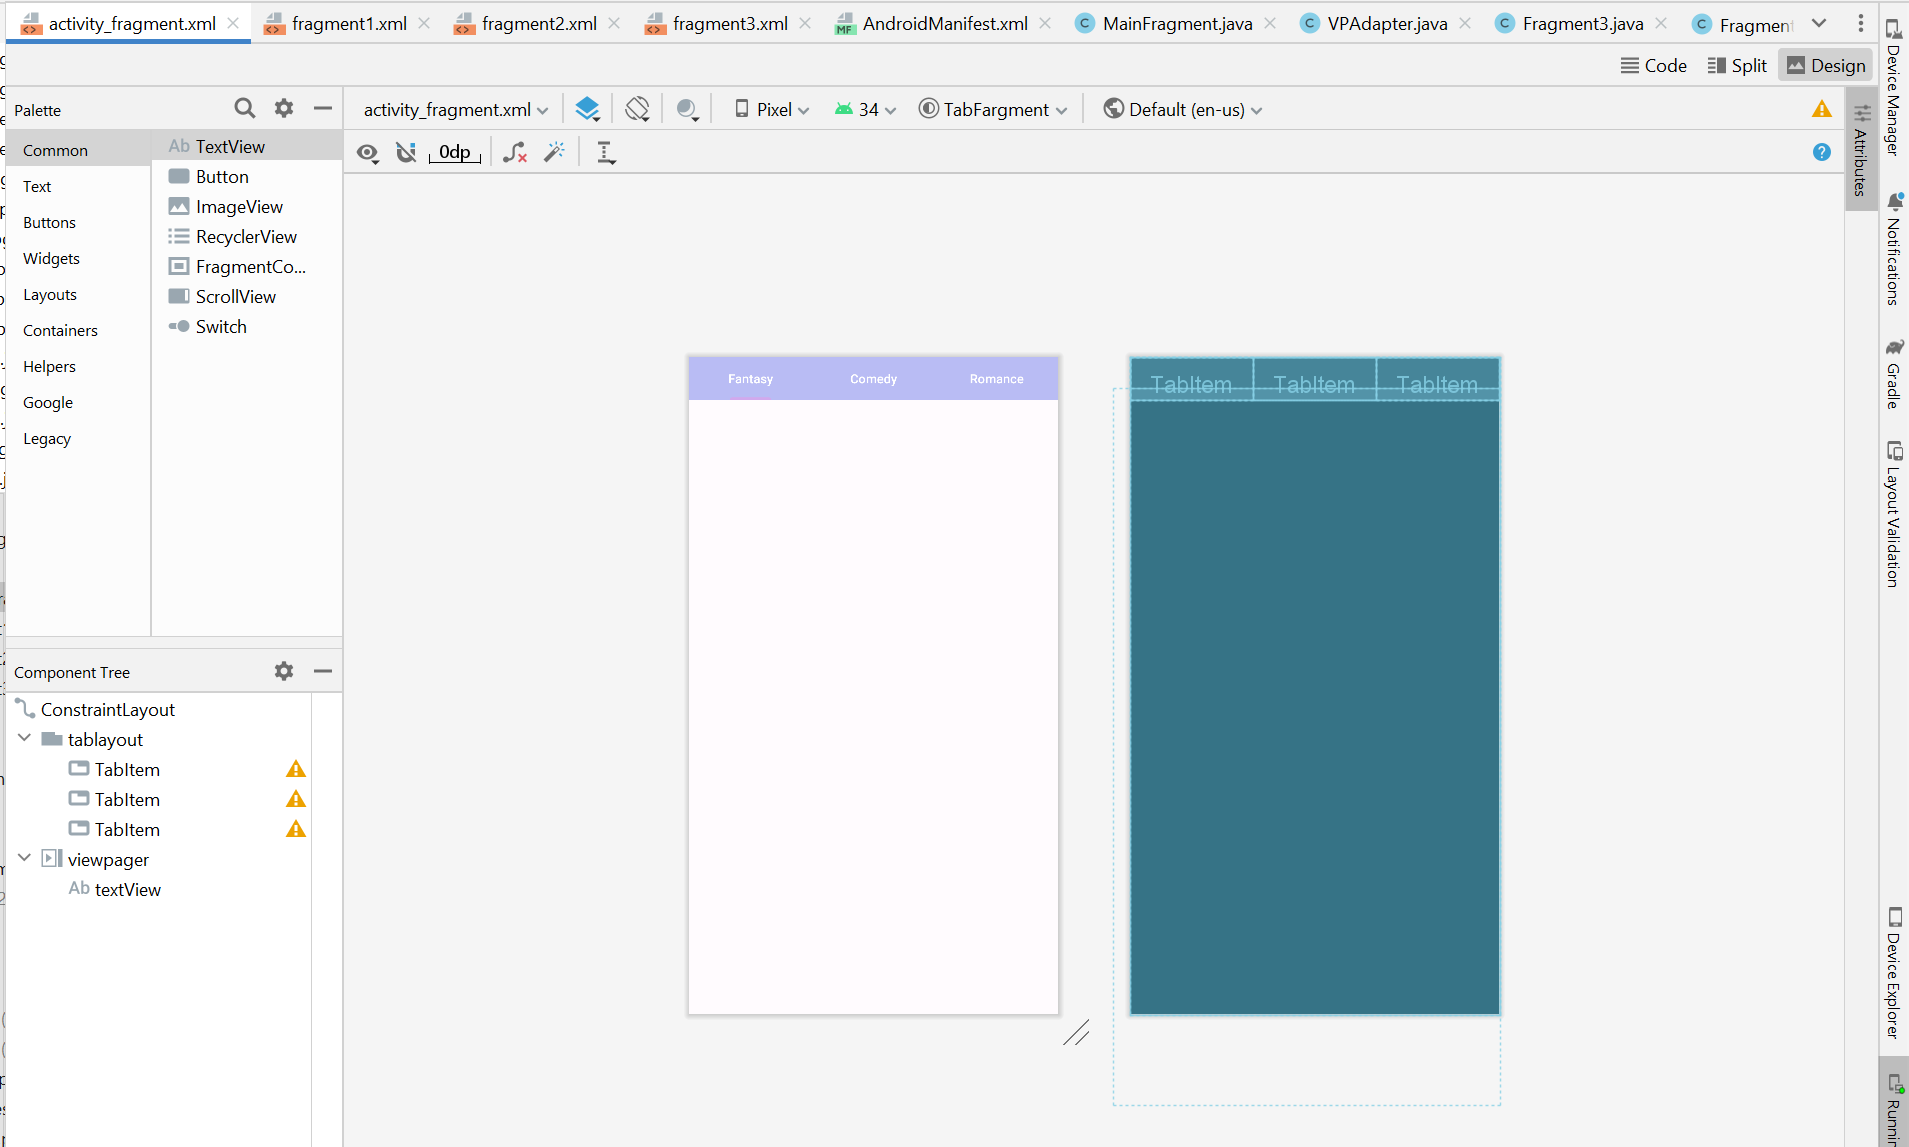 activity_fragment.xml fragment1.xml fragment2.xml fragment3.xml MF AndroidManifest.xml C MainFragment.java C VPAdapter.java C Fragment3.java C Fragmen
Code Split Design
Palette
activity_fragment.xml Pixel 34 TabFargment Default (en-us)
0dp
Common
Text
Buttons
Widgets
Layouts
Containers
Helpers
Google
Legacy
Ab TextView
Button
ImageView
RecyclerView
FragmentCo...
ScrollView
Switch
Component Tree
ConstraintLayout
tablayout
TabItem
TabItem
TabItem
viewpager
Ab textView
Fantasy Comedy Romance
TabItem TabItem TabItem
Attributes
Device Manager
Notifications
Gradle
Layout Validation
Device Explorer
Runnin